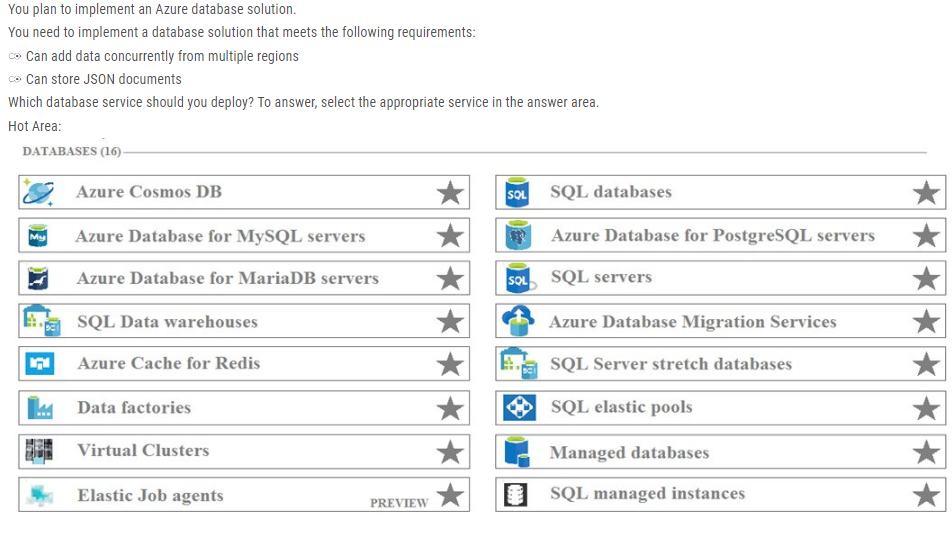 You plan to implement an Azure database solution.
You need to implement a database solution that meets the following requirements:
Can add data concurrently from multiple regions
Can store JSON documents
Which database service should you deploy? To answer, select the appropriate service in the answer area.
Hot Area:
DATABASES (16)
Azure Cosmos DB
SQL SQL databases
My Azure Database for MySQL servers
Azure Database for PostgreSQL servers
Azure Database for MariaDB servers
SQL SQL servers
SQL Data warehouses
Azure Database Migration Services
Azure Cache for Redis
SQL Server stretch databases
Data factories
SQL elastic pools
Virtual Clusters
Managed databases
Elastic Job agents PREVIEW
SQL managed instances